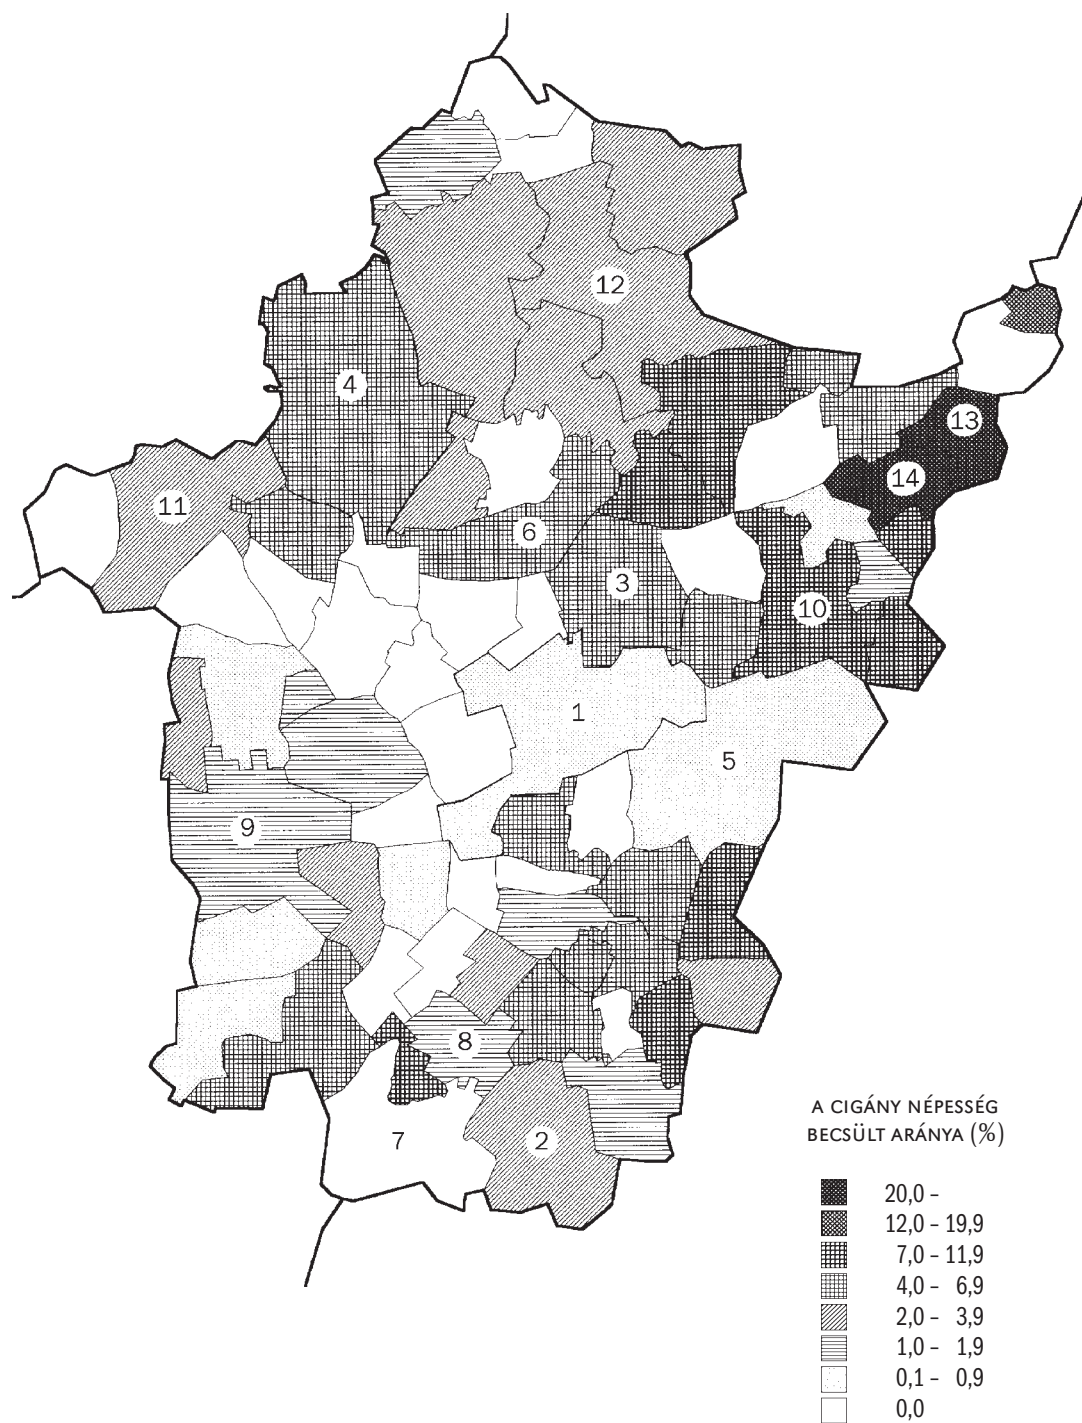 12
13
4
14
11
6
3
10
1
5
9
8
7
2
A CIGÁNY NÉPESSÉG
BECSÜLT ARÁNYA (%)
20,0 –
12,0 – 19,9
7,0 – 11,9
4,0 – 6,9
2,0 – 3,9
1,0 – 1,9
0,1 – 0,9
0,0